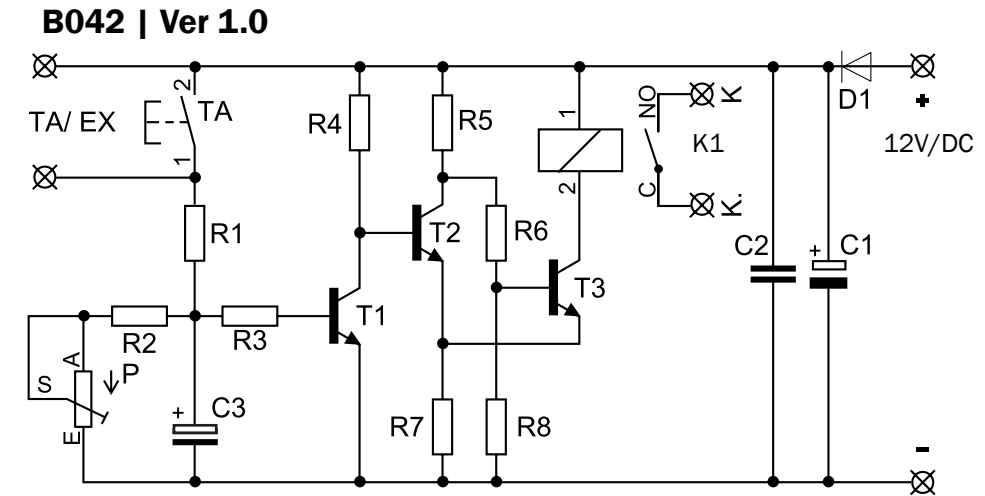 B042 | Ver 1.0
TA/ EX
2
TA
1
R4
R5
1
2
NO
K
K1
C
K.
D1
+
12V/DC
R1
T2
R6
T3
C2
+
C1
R2
R3
T1
A
S
P
E
+
C3
R7
R8
-